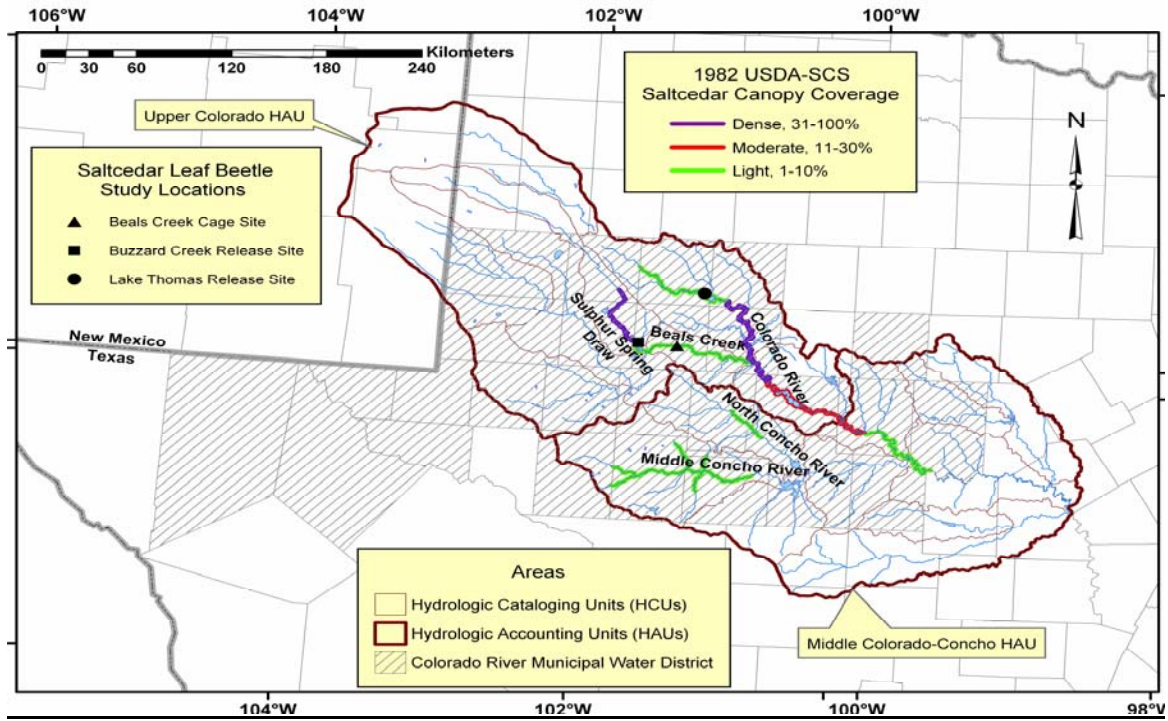 106°W
104°W
102°W
100°W
Kilometers
0 30 60 120 180 240
Upper Colorado HAU
1982 USDA-SCS
Saltcedar Canopy Coverage
Dense, 31-100%
Moderate, 11-30%
Light, 1-10%
N
Saltcedar Leaf Beetle
Study Locations
Beals Creek Cage Site
Buzzard Creek Release Site
Lake Thomas Release Site
New Mexico
Texas
Sulphur Spring
Draw
Beals Creek
Colorado River
North Concho River
Middle Concho River
Areas
Hydrologic Cataloging Units (HCUs)
Hydrologic Accounting Units (HAUs)
Colorado River Municipal Water District
Middle Colorado-Concho HAU
104°W
102°W
100°W
98°W